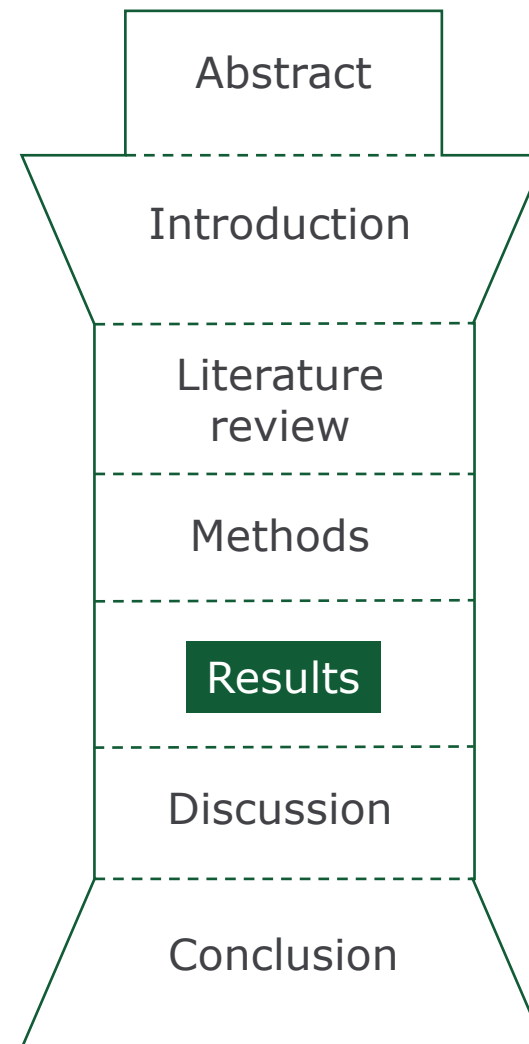 Abstract
Introduction
Literature
review
Methods
Results
Discussion
Conclusion